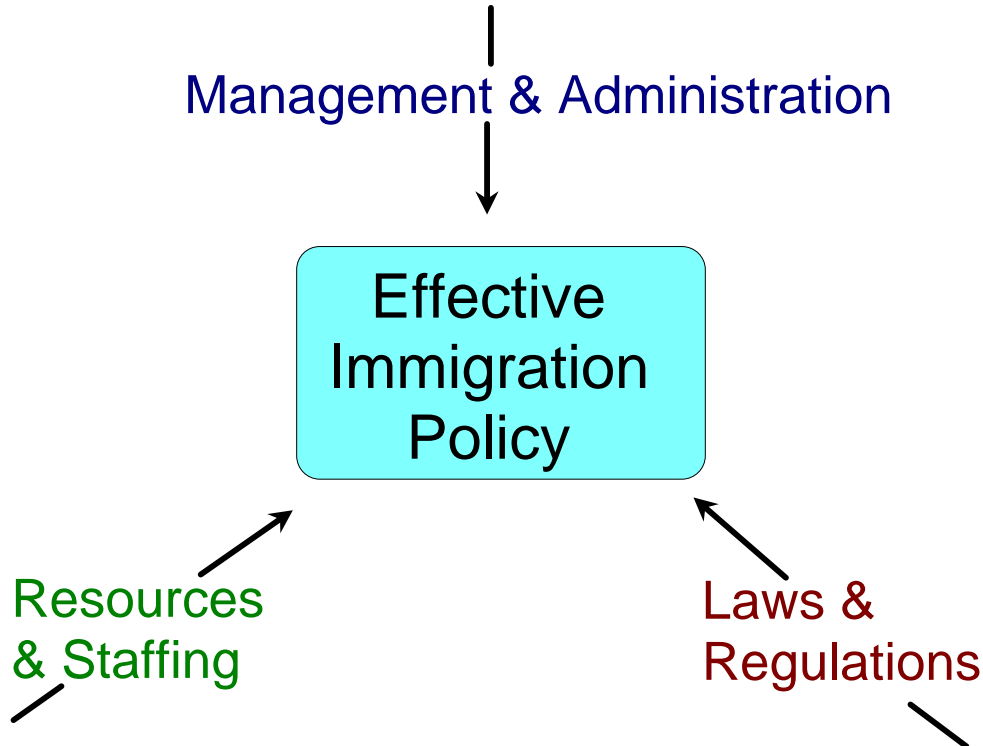 Management & Administration
Effective
Immigration
Policy
Resources
& Staffing
Laws &
Regulations